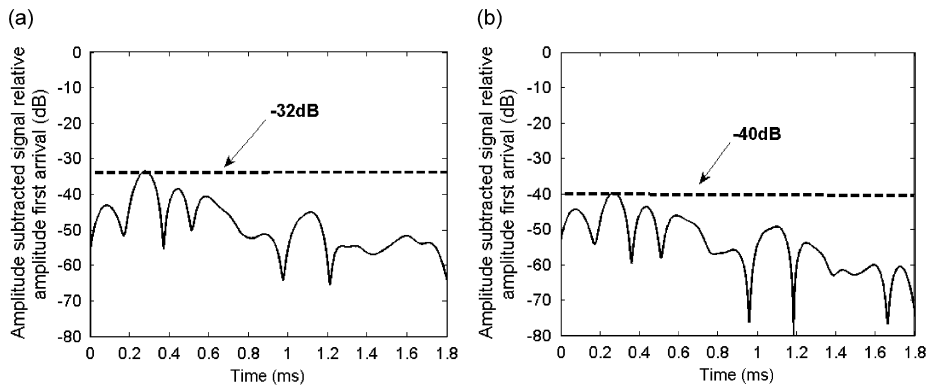 (a)
Amplitude subtracted signal relative
amplitude first arrival (dB)
0
-10
-20
-30
-40
-50
-60
-70
-80
-32dB
0 0.2 0.4 0.6 0.8 1 1.2 1.4 1.6 1.8
Time (ms)
(b)
Amplitude subtracted signal relative
amplitude first arrival (dB)
0
-10
-20
-30
-40
-50
-60
-70
-80
-40dB
0 0.2 0.4 0.6 0.8 1 1.2 1.4 1.6 1.8
Time (ms)